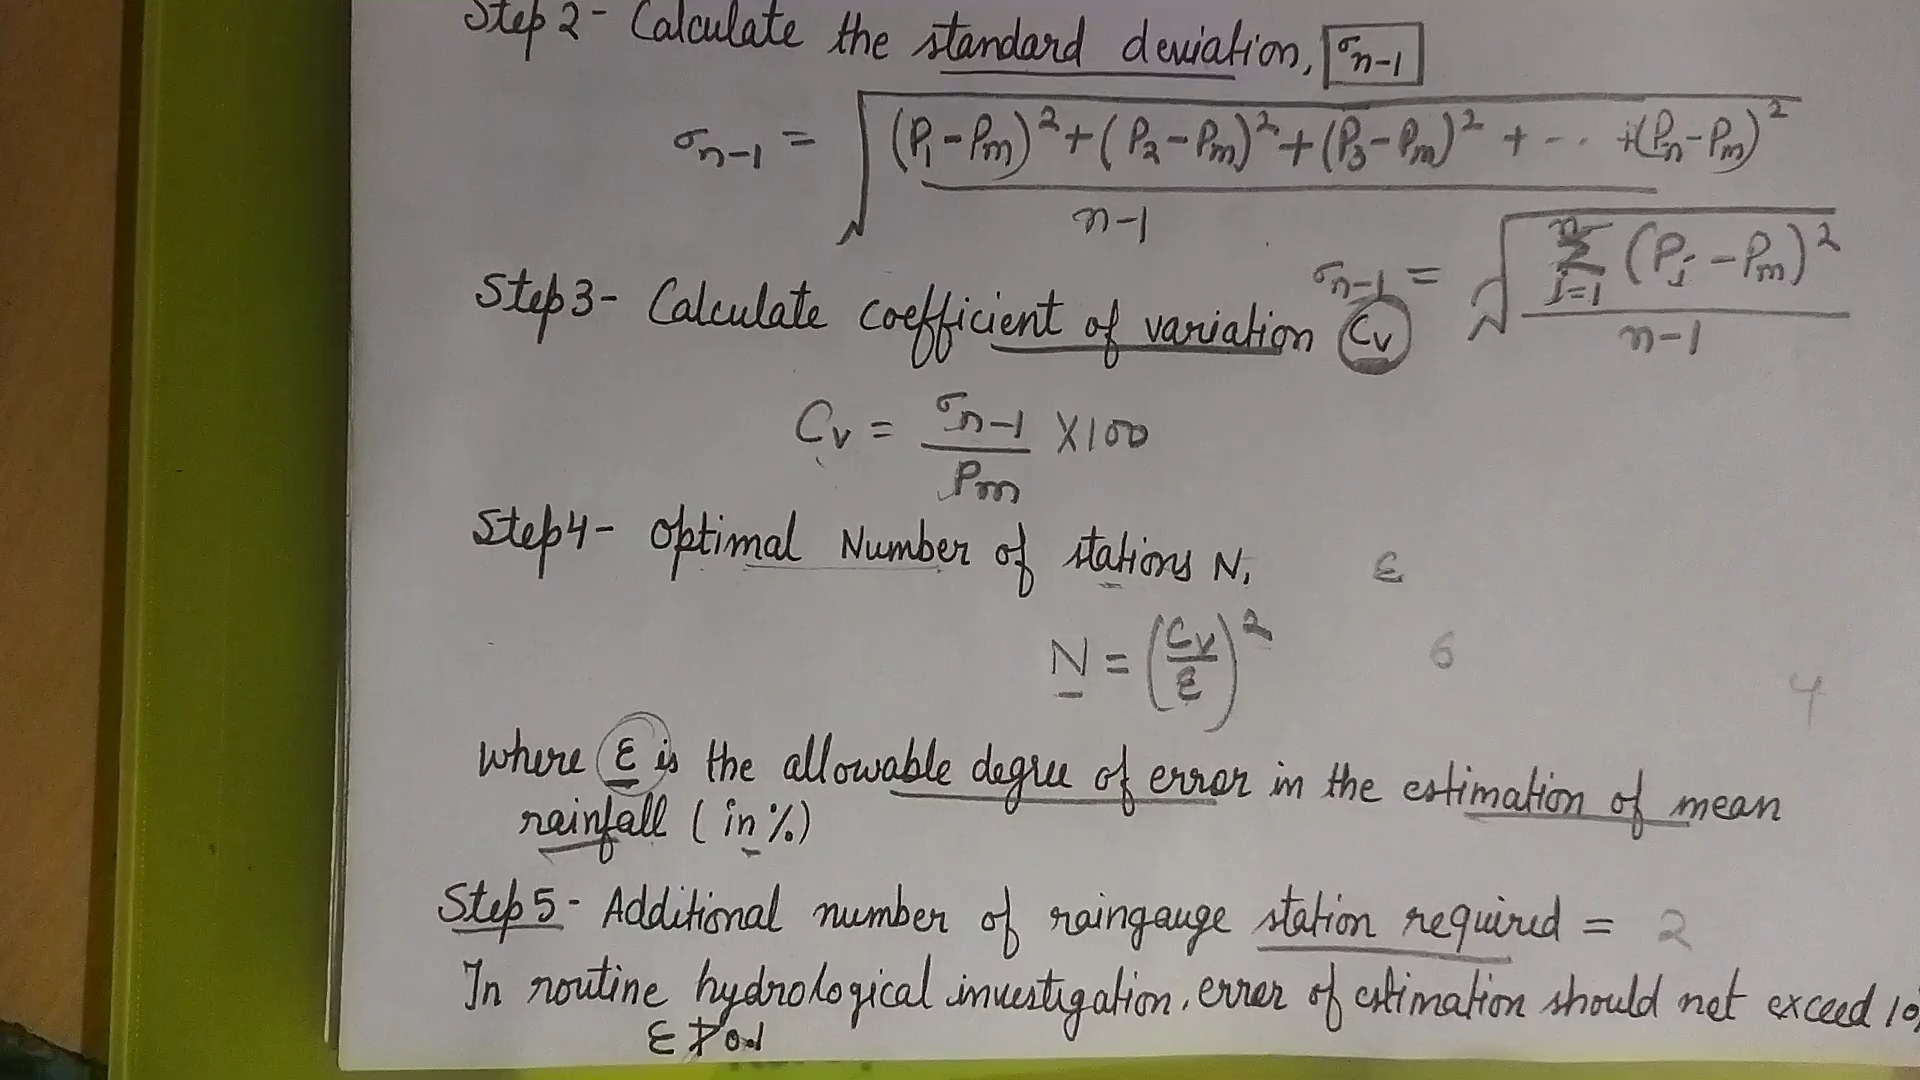 Step 2 - Calculate the standard deviation, σn-1
σn-1 = √((P1-Pm)² + (P2-Pm)² + (P3-Pm)² + -.. +(Pn-Pm)² / n-1)
σn-1 = √(Σ j=1 n (Pj - Pm)² / n-1)
Step 3 - Calculate coefficient of variation Cv
Cv = σn-1 / Pm X 100
Step 4 - Optimal Number of stations N,
ε
N = (Cv/ε)²
6
4
where ε is the allowable degree of error in the estimation of mean
rainfall (in %)
Step 5 - Additional number of raingauge station required = 2
In routine hydrological investigation, error of estimation should not exceed 10